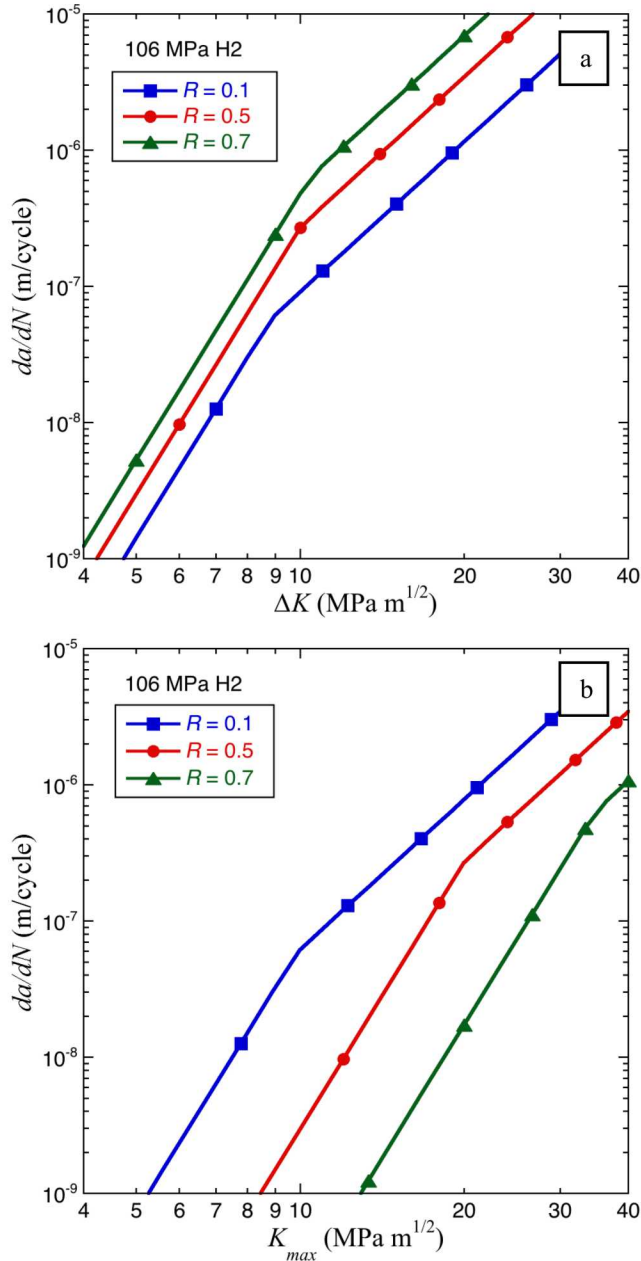 10⁻⁵
106 MPa H2
a
R = 0.1
R = 0.5
R = 0.7
10⁻⁶
da/dN (m/cycle)
10⁻⁷
10⁻⁸
10⁻⁹
4 5 6 7 8 9 10 20 30 40
ΔK (MPa m^1/2)
10⁻⁵
106 MPa H2
b
R = 0.1
R = 0.5
R = 0.7
10⁻⁶
da/dN (m/cycle)
10⁻⁷
10⁻⁸
10⁻⁹
4 5 6 7 8 9 10 20 30 40
K_max (MPa m^1/2)